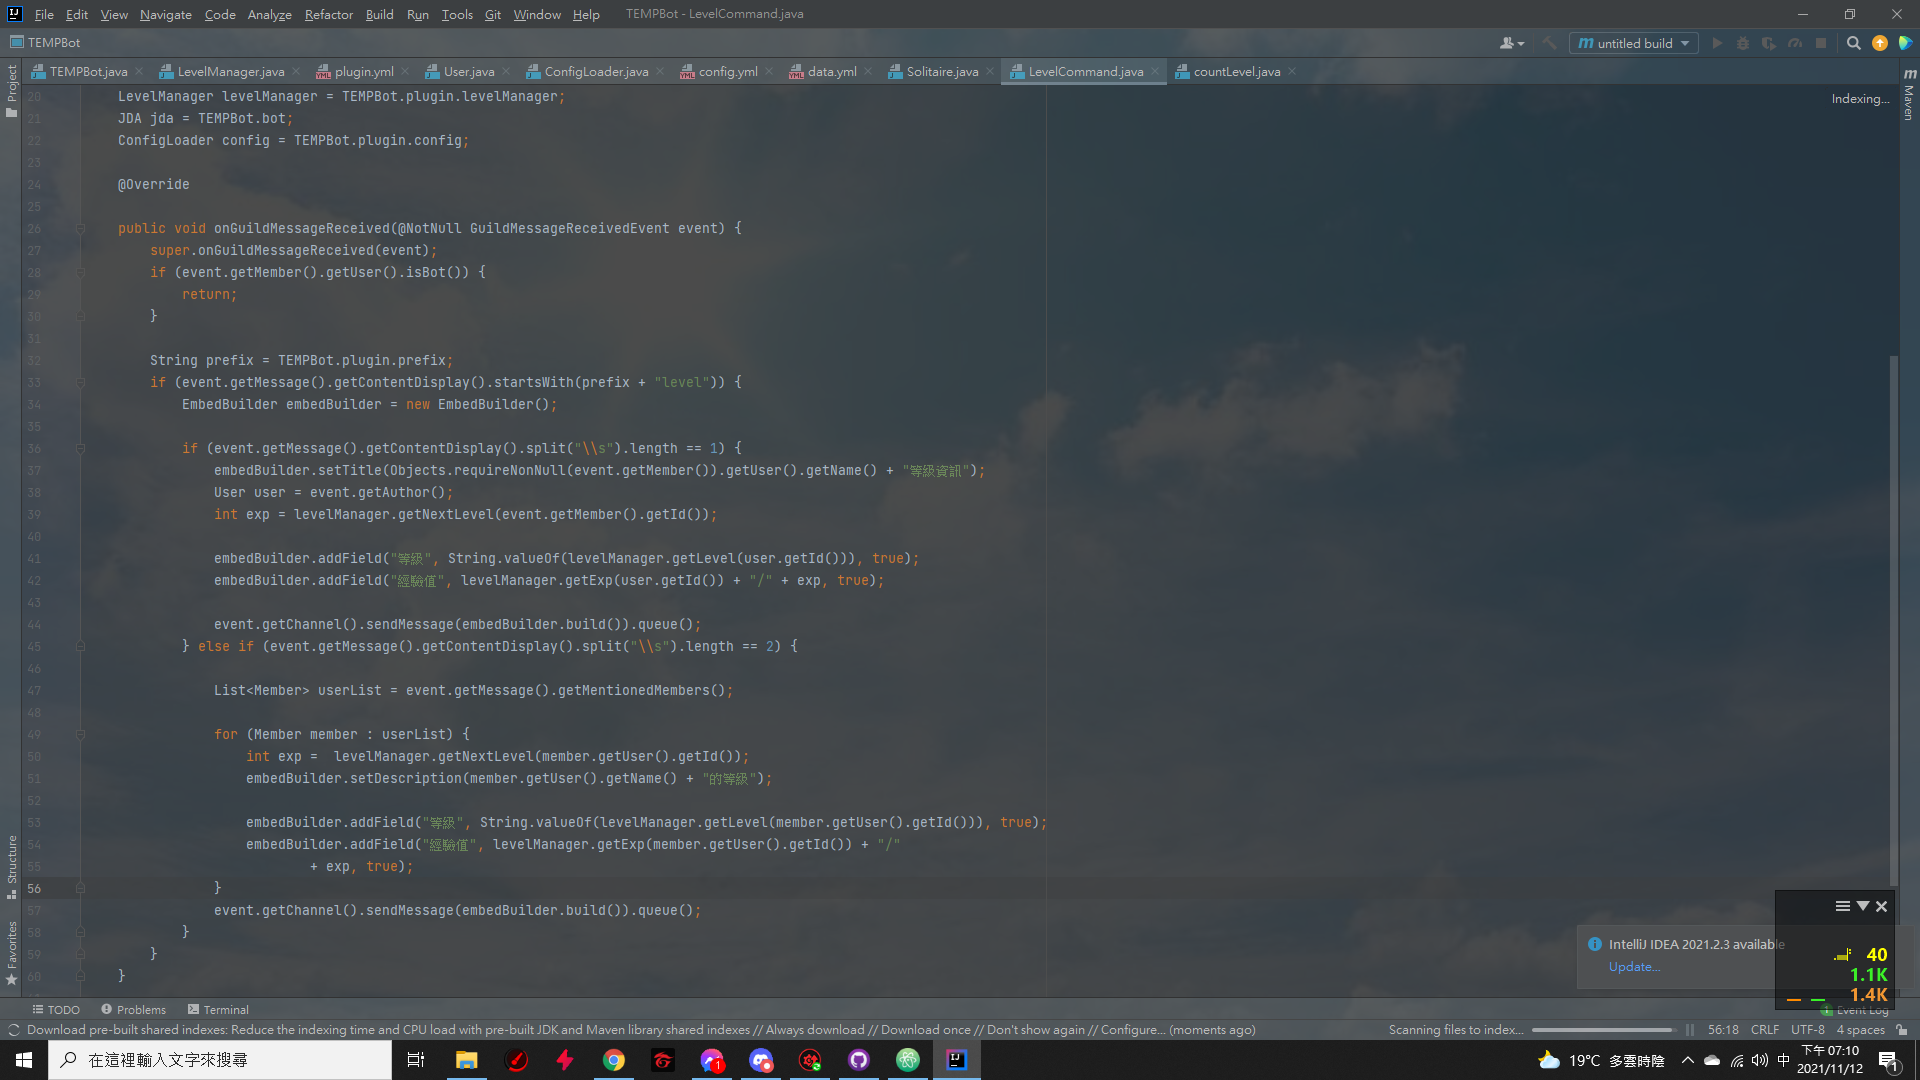 File Edit View Navigate Code Analyze Refactor Build Run Tools Git Window Help TEMPBot - LevelCommand.java
TEMPBot
untitled build
TEMPBot.java LevelManager.java plugin.yml User.java ConfigLoader.java config.yml data.yml Solitaire.java LevelCommand.java countLevel.java
Project
Maven
Indexing...
20 LevelManager levelManager = TEMPBot.plugin.levelManager;
21 JDA jda = TEMPBot.bot;
22 ConfigLoader config = TEMPBot.plugin.config;
23
24 @Override
25
26 public void onGuildMessageReceived(@NotNull GuildMessageReceivedEvent event) {
27 super.onGuildMessageReceived(event);
28 if (event.getMember().getUser().isBot()) {
29 return;
30 }
31
32 String prefix = TEMPBot.plugin.prefix;
33 if (event.getMessage().getContentDisplay().startsWith(prefix + "level")) {
34 EmbedBuilder embedBuilder = new EmbedBuilder();
35
36 if (event.getMessage().getContentDisplay().split("\\s").length == 1) {
37 embedBuilder.setTitle(Objects.requireNonNull(event.getMember()).getUser().getName() + "等級資訊");
38 User user = event.getAuthor();
39 int exp = levelManager.getNextLevel(event.getMember().getId());
40
41 embedBuilder.addField("等級", String.valueOf(levelManager.getLevel(user.getId())), true);
42 embedBuilder.addField("經驗值", levelManager.getExp(user.getId()) + "/" + exp, true);
43
44 event.getChannel().sendMessage(embedBuilder.build()).queue();
45 } else if (event.getMessage().getContentDisplay().split("\\s").length == 2) {
46
47 List<Member> userList = event.getMessage().getMentionedMembers();
48
49 for (Member member : userList) {
50 int exp =  levelManager.getNextLevel(member.getUser().getId());
51 embedBuilder.setDescription(member.getUser().getName() + "的等級");
52
53 embedBuilder.addField("等級", String.valueOf(levelManager.getLevel(member.getUser().getId())), true);
54 embedBuilder.addField("經驗值", levelManager.getExp(member.getUser().getId()) + "/"
55 + exp, true);
56 }
57 event.getChannel().sendMessage(embedBuilder.build()).queue();
58 }
59 }
60 }
Structure
Favorites
IntelliJ IDEA 2021.2.3 available
Update...
40
1.1K
1.4K
TODO Problems Terminal
1 Event Log
Download pre-built shared indexes: Reduce the indexing time and CPU load with pre-built JDK and Maven library shared indexes // Always download // Download once // Don't show again // Configure... (moments ago)
Scanning files to index... 56:18 CRLF UTF-8 4 spaces
在這裡輸入文字來搜尋
1
19°C 多雲時陰
中
下午 07:10
2021/11/12
1